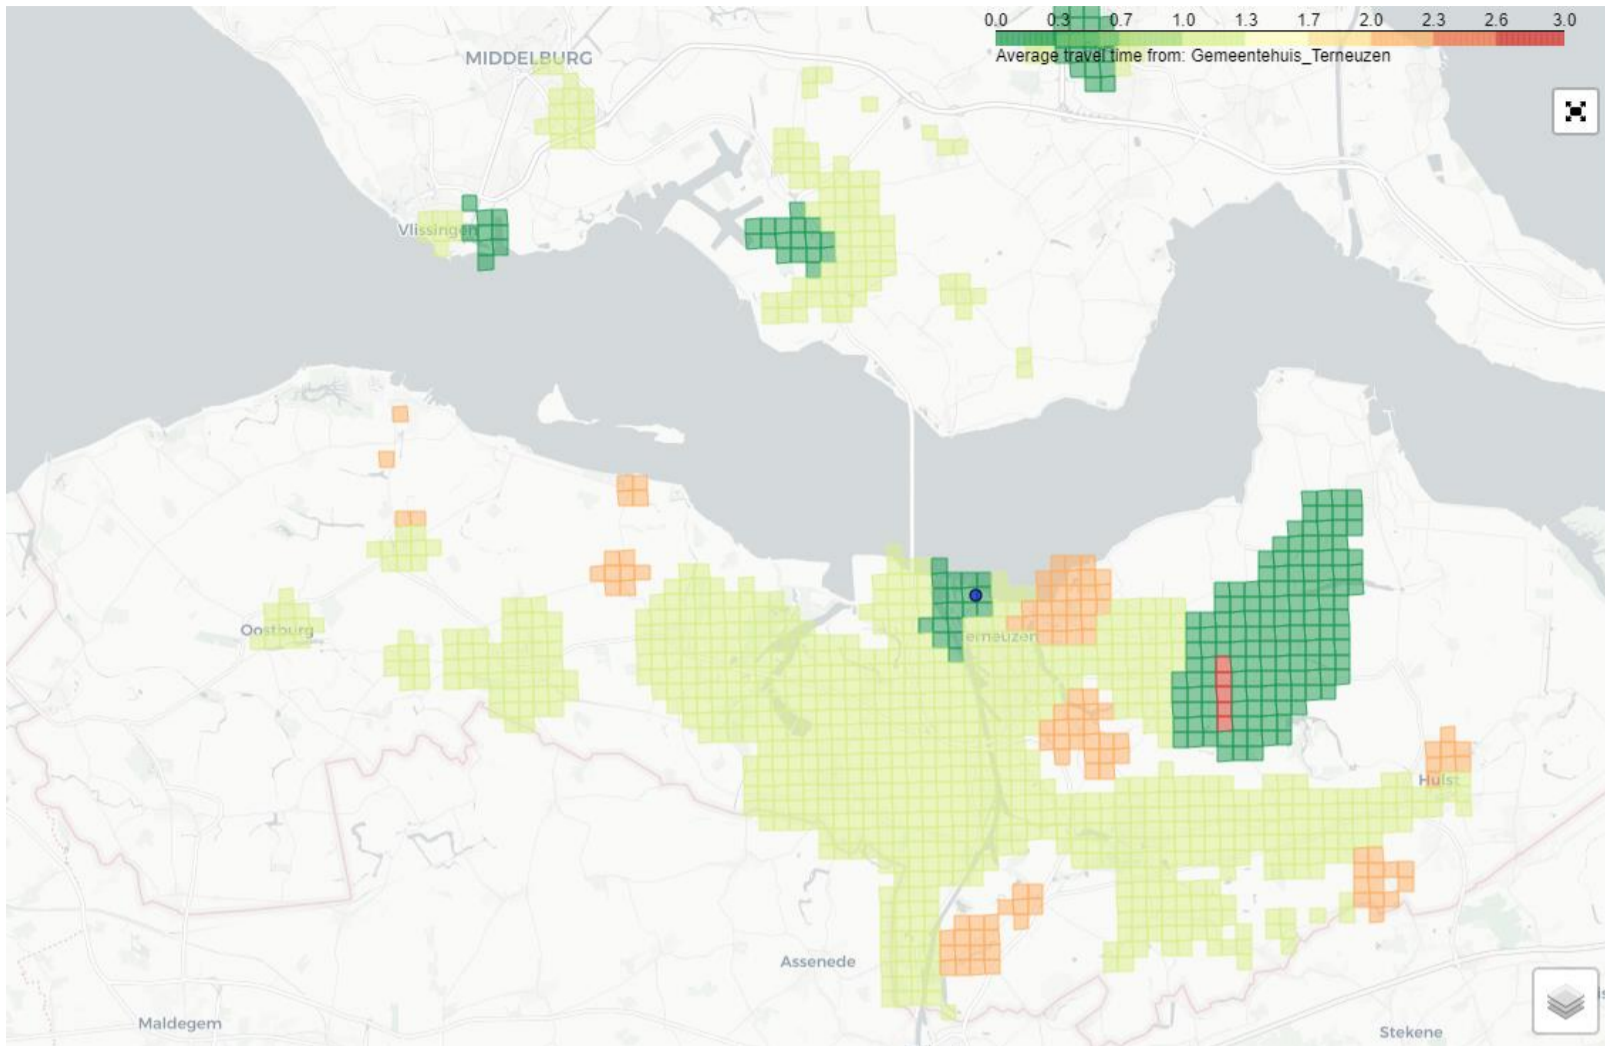 0.0 0.3 0.7 1.0 1.3 1.7 2.0 2.3 2.6 3.0
Average travel time from: Gemeentehuis_Terneuzen
MIDDELBURG
Vlissingen
Oostburg
erneuzen
Hulst
Assenede
Maldegem
Stekene